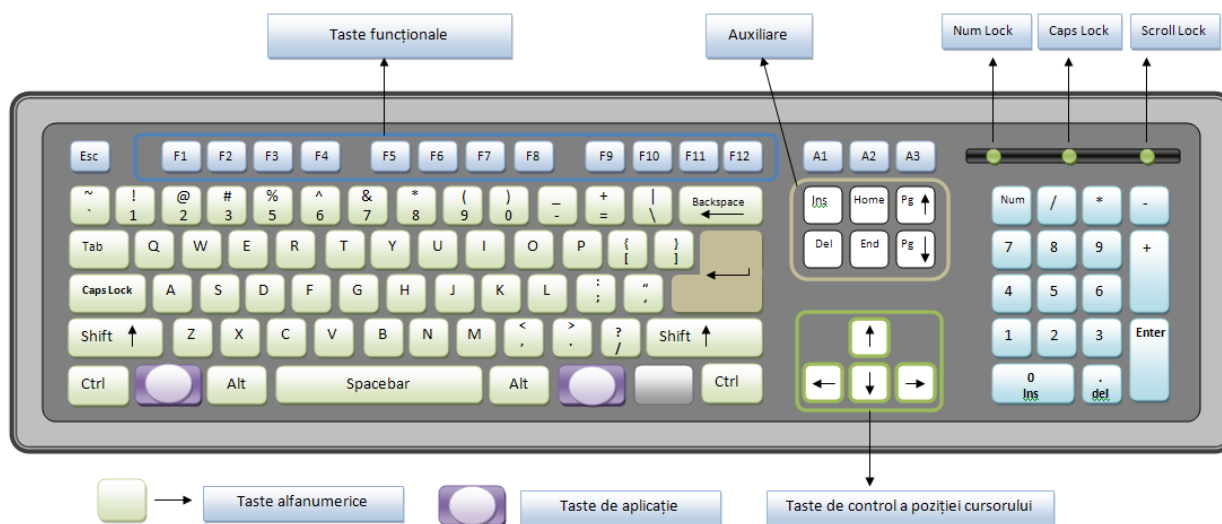 Taste funcționale
Auxiliare
Num Lock
Caps Lock
Scroll Lock
Esc F1 F2 F3 F4 F5 F6 F7 F8 F9 F10 F11 F12 A1 A2 A3
~ ! @ # % ^ & * ( ) _ + |
` 1 2 3 5 6 7 8 9 0 - = \ Backspace
Ins Home Pg
Num / * -
Tab Q W E R T Y U I O P { }
[ ]
Del End Pg
7 8 9 +
Caps Lock A S D F G H J K L : “
; ,
4 5 6
Shift Z X C V B N M < > ? Shift
, . /
1 2 3 Enter
Ctrl Alt Spacebar Alt Ctrl
0 .
Ins del
Taste alfanumerice
Taste de aplicație
Taste de control a poziției cursorului